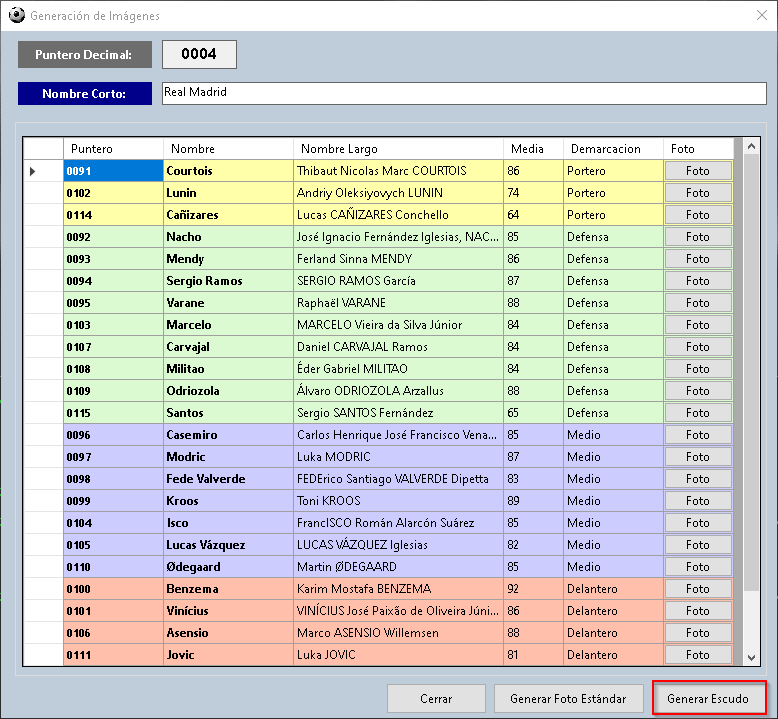 Generación de Imágenes
Puntero Decimal: 0004
Nombre Corto: Real Madrid
Puntero Nombre Nombre Largo Media Demarcacion Foto
0091 Courtois Thibaut Nicolas Marc COURTOIS 86 Portero Foto
0102 Lunin Andriy Oleksiyovych LUNIN 74 Portero Foto
0114 Cañizares Lucas CAÑIZARES Conchello 64 Portero Foto
0092 Nacho José Ignacio Fernández Iglesias, NAC... 85 Defensa Foto
0093 Mendy Ferland Sinna MENDY 86 Defensa Foto
0094 Sergio Ramos SERGIO RAMOS García 87 Defensa Foto
0095 Varane Raphaël VARANE 88 Defensa Foto
0103 Marcelo MARCELO Vieira da Silva Júnior 84 Defensa Foto
0107 Carvajal Daniel CARVAJAL Ramos 84 Defensa Foto
0108 Militao Éder Gabriel MILITAO 84 Defensa Foto
0109 Odriozola Álvaro ODRIOZOLA Arzallus 88 Defensa Foto
0115 Santos Sergio SANTOS Fernández 65 Defensa Foto
0096 Casemiro Carlos Henrique José Francisco Vena... 85 Medio Foto
0097 Modric Luka MODRIC 87 Medio Foto
0098 Fede Valverde FEDErico Santiago VALVERDE Dipetta 83 Medio Foto
0099 Kroos Toni KROOS 89 Medio Foto
0104 Isco FrancISCO Román Alarcón Suárez 85 Medio Foto
0105 Lucas Vázquez LUCAS VÁZQUEZ Iglesias 82 Medio Foto
0110 Ødegaard Martin ØDEGAARD 85 Medio Foto
0100 Benzema Karim Mostafa BENZEMA 92 Delantero Foto
0101 Vinícius VINÍCIUS José Paixão de Oliveira Júni... 86 Delantero Foto
0106 Asensio Marco ASENSIO Willemsen 88 Delantero Foto
0111 Jovic Luka JOVIC 81 Delantero Foto
Cerrar Generar Foto Estándar Generar Escudo